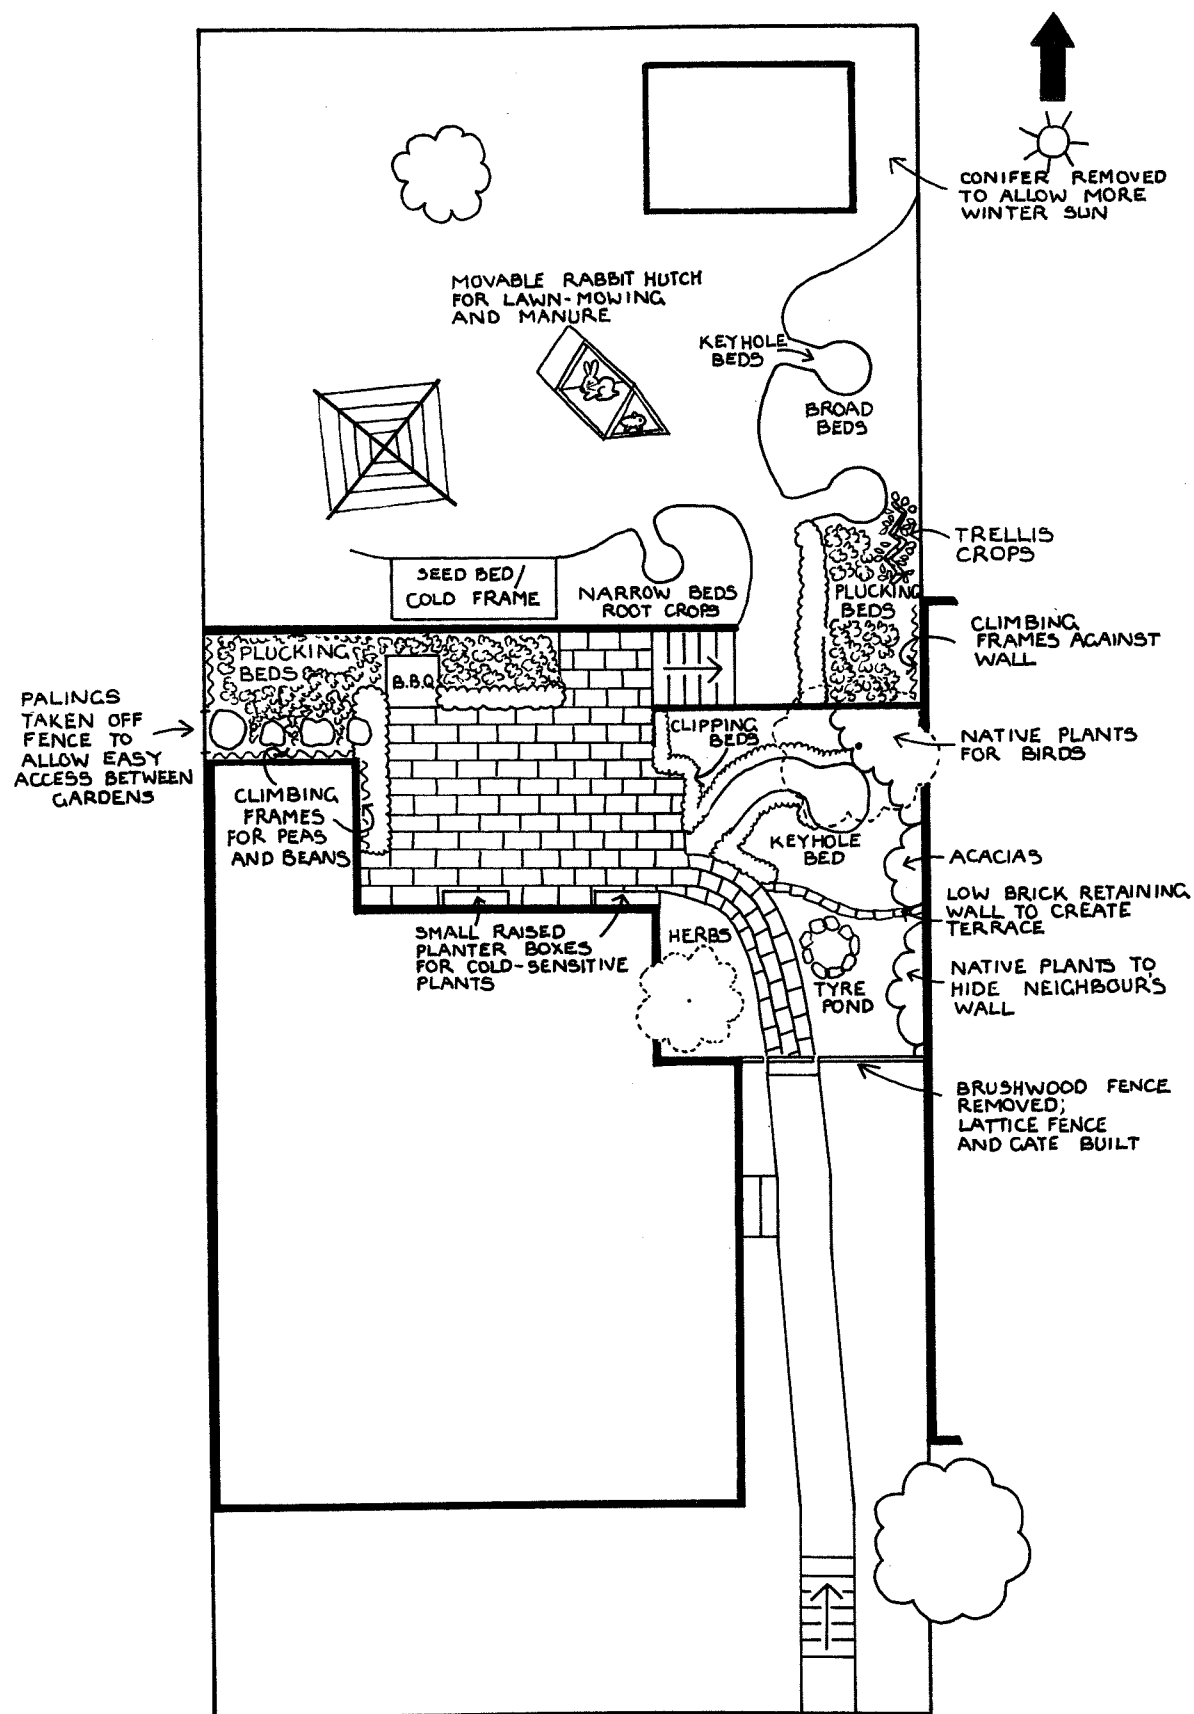 CONIFER REMOVED
TO ALLOW MORE
WINTER SUN
MOVABLE RABBIT HUTCH
FOR LAWN-MOWING
AND MANURE
KEYHOLE
BEDS
BROAD
BEDS
TRELLIS
CROPS
SEED BED/
COLD FRAME
NARROW BEDS
ROOT CROPS
PLUCKING
BEDS
CLIMBING
FRAMES AGAINST
WALL
PLUCKING
BEDS
B.B.Q
PALINGS
TAKEN OFF
FENCE TO
ALLOW EASY
ACCESS BETWEEN
GARDENS
CLIPPING
BEDS
NATIVE PLANTS
FOR BIRDS
CLIMBING
FRAMES
FOR PEAS
AND BEANS
KEYHOLE
BED
ACACIAS
LOW BRICK RETAINING
WALL TO CREATE
TERRACE
SMALL RAISED
PLANTER BOXES
FOR COLD-SENSITIVE
PLANTS
HERBS
TYRE
POND
NATIVE PLANTS TO
HIDE NEIGHBOUR'S
WALL
BRUSHWOOD FENCE
REMOVED;
LATTICE FENCE
AND GATE BUILT